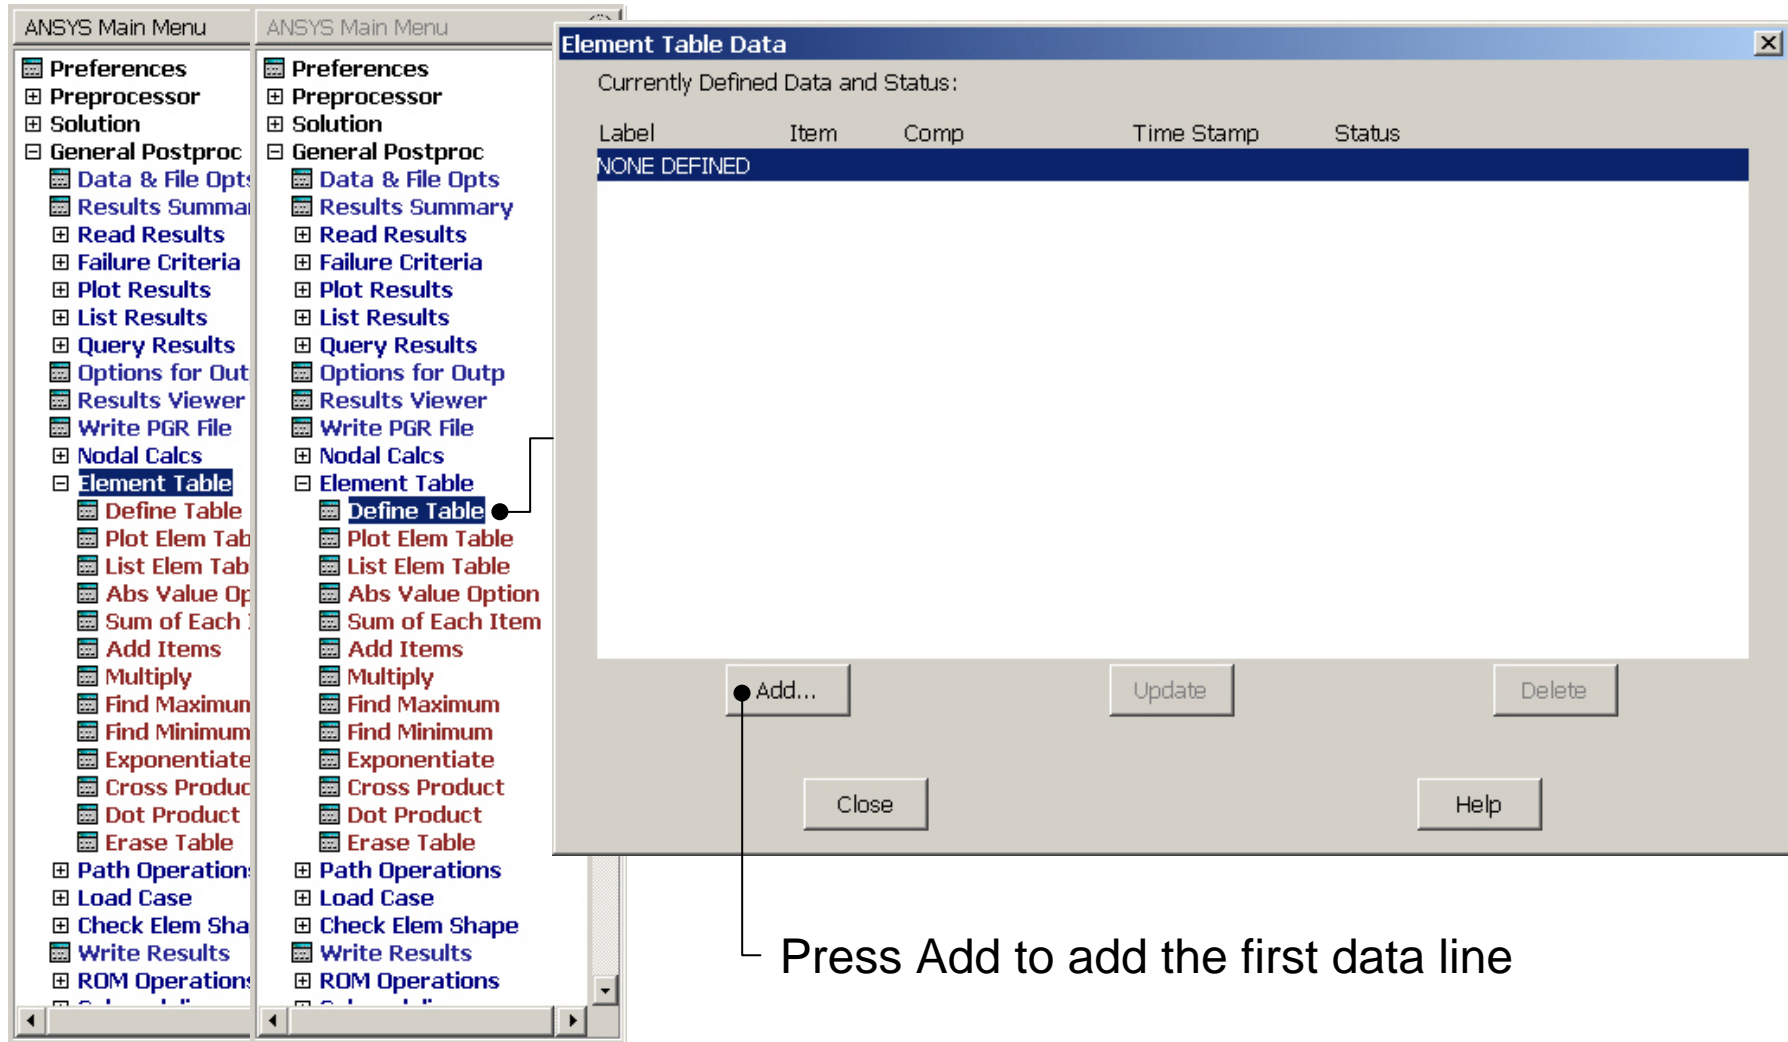 ANSYS Main Menu
Preferences
Preprocessor
Solution
General Postproc
Data & File Opts
Results Summar
Read Results
Failure Criteria
Plot Results
List Results
Query Results
Options for Out
Results Viewer
Write PGR File
Nodal Calcs
Element Table
Define Table
Plot Elem Tab
List Elem Tab
Abs Value Op
Sum of Each
Add Items
Multiply
Find Maximum
Find Minimum
Exponentiate
Cross Produc
Dot Product
Erase Table
Path Operations
Load Case
Check Elem Sha
Write Results
ROM Operations
ANSYS Main Menu
Preferences
Preprocessor
Solution
General Postproc
Data & File Opts
Results Summary
Read Results
Failure Criteria
Plot Results
List Results
Query Results
Options for Outp
Results Viewer
Write PGR File
Nodal Calcs
Element Table
Define Table
Plot Elem Table
List Elem Table
Abs Value Option
Sum of Each Item
Add Items
Multiply
Find Maximum
Find Minimum
Exponentiate
Cross Product
Dot Product
Erase Table
Path Operations
Load Case
Check Elem Shape
Write Results
ROM Operations
Element Table Data
Currently Defined Data and Status:
Label Item Comp Time Stamp Status
NONE DEFINED
Add... Update Delete
Close Help
Press Add to add the first data line